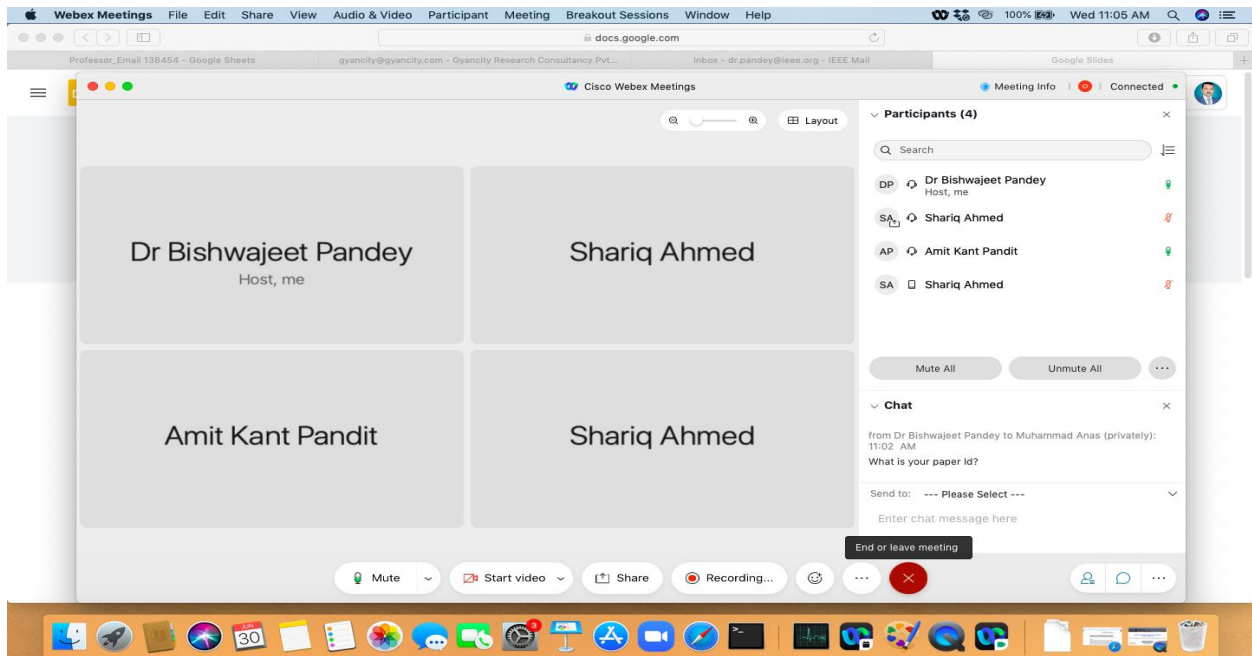 Webex Meetings File Edit Share View Audio & Video Participant Meeting Breakout Sessions Window Help 100% Wed 11:05 AM
docs.google.com
Professor_Email 138454 - Google Sheets gyancity@gyancity.com - Gyancity Research Consultancy Pvt... Inbox - dr.pandey@ieee.org - IEEE Mail Google Slides
Cisco Webex Meetings Meeting Info Connected
Layout
Participants (4)
Search
DP Dr Bishwajeet Pandey
Host, me
SA Shariq Ahmed
AP Amit Kant Pandit
SA Shariq Ahmed
Dr Bishwajeet Pandey
Host, me
Shariq Ahmed
Amit Kant Pandit
Shariq Ahmed
Mute All Unmute All
Chat
from Dr Bishwajeet Pandey to Muhammad Anas (privately):
11:02 AM
What is your paper Id?
Send to: --- Please Select ---
Enter chat message here
End or leave meeting
Mute Start video Share Recording...
JUN
30
3